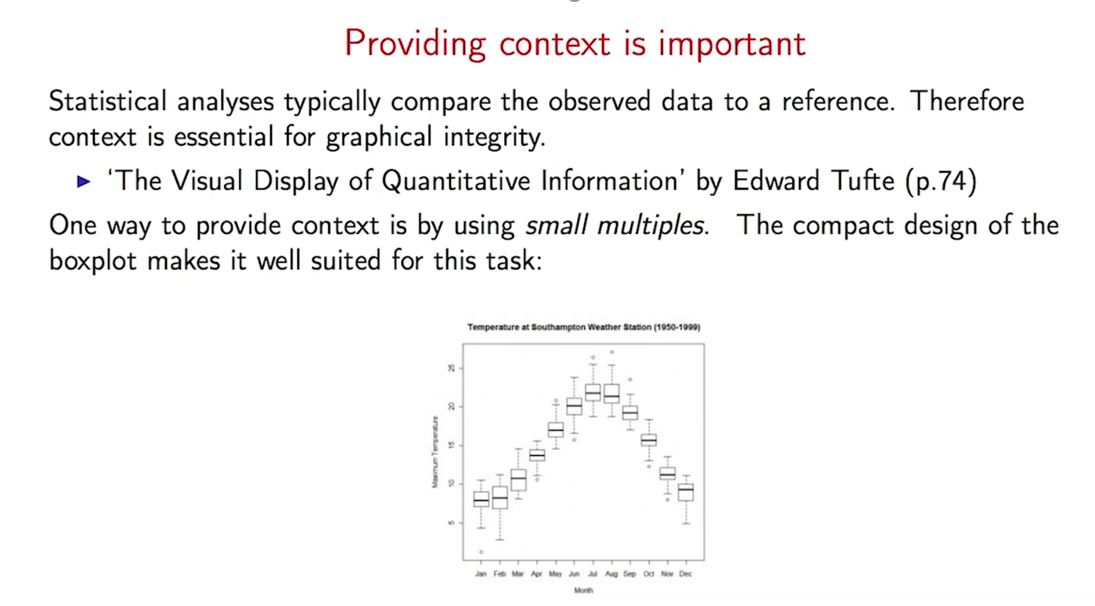 Providing context is important
Statistical analyses typically compare the observed data to a reference. Therefore
context is essential for graphical integrity.
▶ ‘The Visual Display of Quantitative Information’ by Edward Tufte (p.74)
One way to provide context is by using small multiples. The compact design of the
boxplot makes it well suited for this task:
Temperature at Southampton Weather Station (1950-1999)
Maximum Temperature
25
20
15
10
5
Jan Feb Mar Apr May Jun Jul Aug Sep Oct Nov Dec
Month